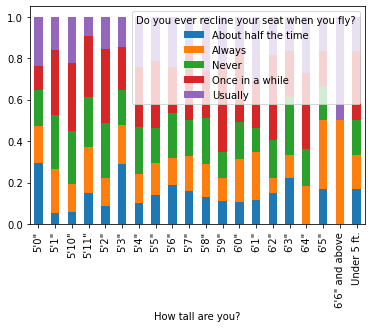 Do you ever recline your seat when you fly?
About half the time
Always
Never
Once in a while
Usually
1.0
0.8
0.6
0.4
0.2
0.0
5'0"
5'1"
5'10"
5'11"
5'2"
5'3"
5'4"
5'5"
5'6"
5'7"
5'8"
5'9"
6'0"
6'1"
6'2"
6'3"
6'4"
6'5"
6'6" and above
Under 5 ft.
How tall are you?